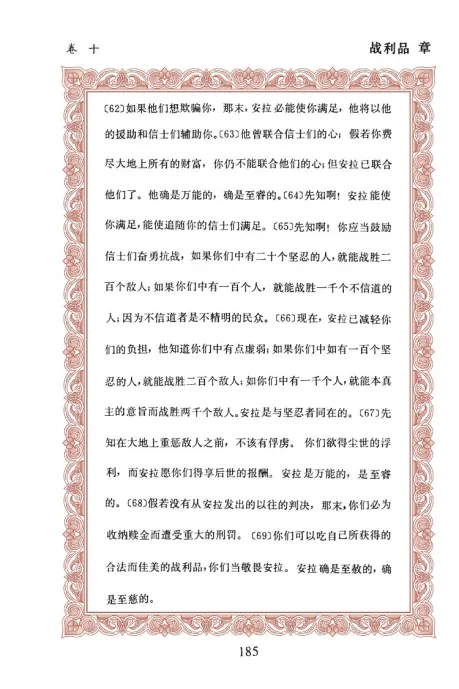 卷 十 战利品 章
〔62〕如果他们想欺骗你，那末，安拉必能使你满足，他将以他
的援助和信士们辅助你。〔63〕他曾联合信士们的心；假若你费
尽大地上所有的财富，你仍不能联合他们的心；但安拉已联合
他们了。他确是万能的，确是至睿的。〔64〕先知啊！安拉能使
你满足，能使追随你的信士们满足。〔65〕先知啊！你应当鼓励
信士们奋勇抗战，如果你们中有二十个坚忍的人，就能战胜二
百个敌人；如果你们中有一百个人，就能战胜一千个不信道的
人；因为不信道者是不精明的民众。〔66〕现在，安拉已减轻你
们的负担，他知道你们中有点虚弱；如果你们中如有一百个坚
忍的人，就能战胜二百个敌人；如你们中有一千个人，就能本真
主的意旨而战胜两千个敌人。安拉是与坚忍者同在的。〔67〕先
知在大地上重惩敌人之前，不该有俘虏。你们欲得尘世的浮
利，而安拉愿你们得享后世的报酬。安拉是万能的，是至睿
的。〔68〕假若没有从安拉发出的以往的判决，那末，你们必为
收纳赎金而遭受重大的刑罚。〔69〕你们可以吃自己所获得的
合法而佳美的战利品，你们当敬畏安拉。安拉确是至赦的，确
是至慈的。
185